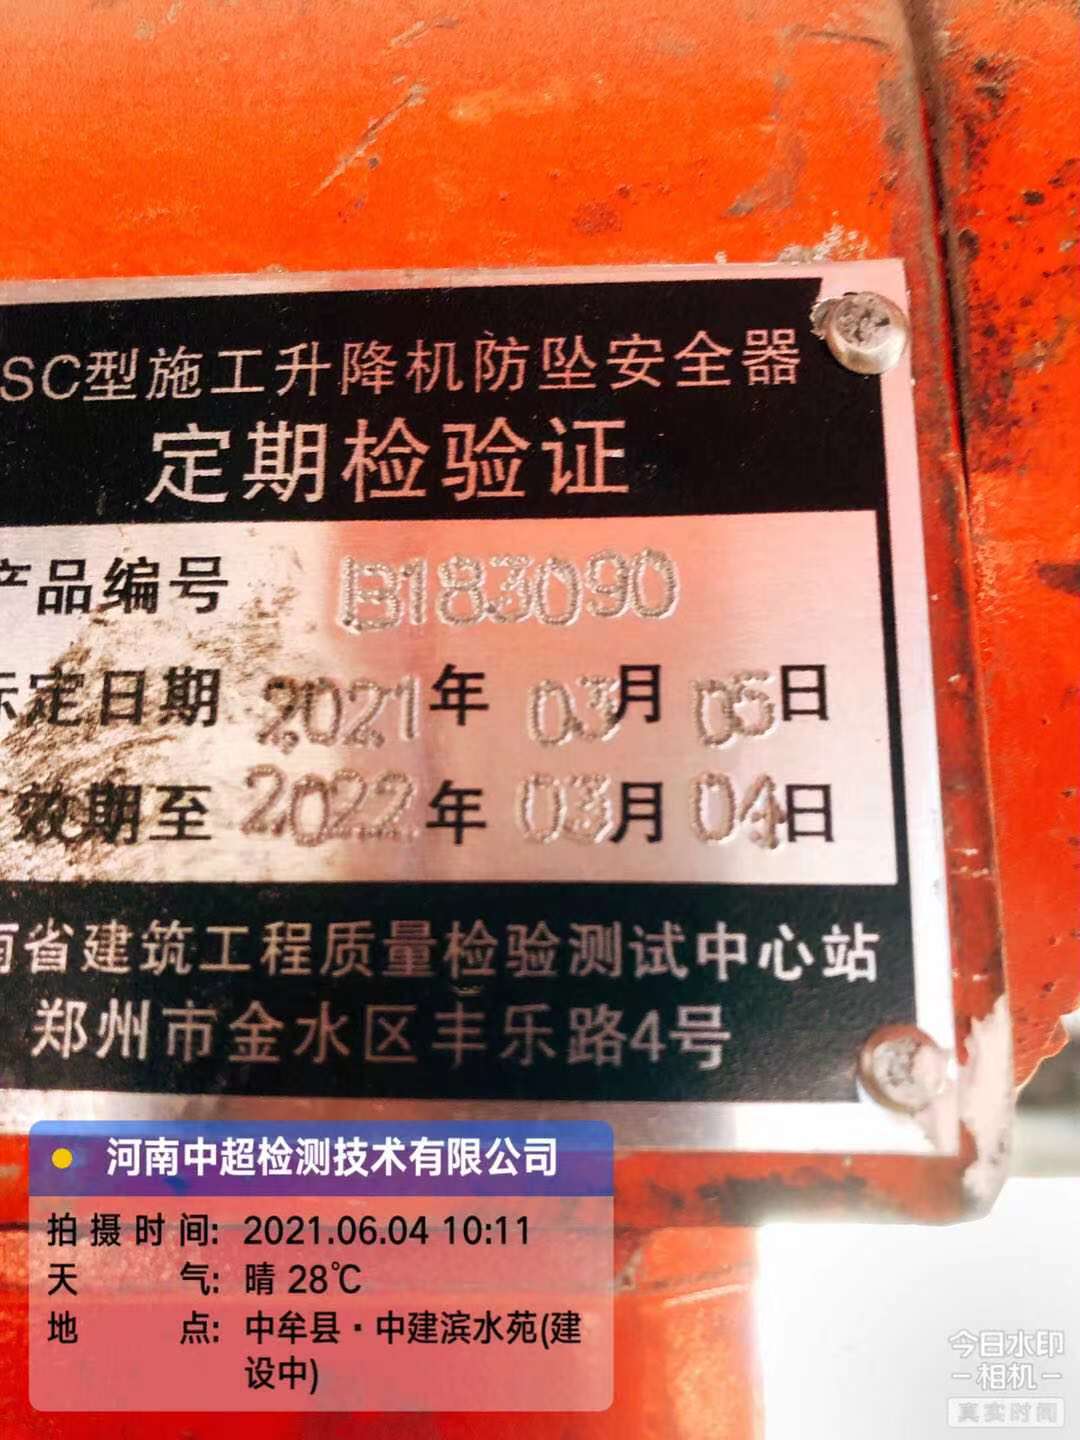 SC型施工升降机防坠安全器
定期检验证
产品编号 B183090
标定日期 2021年 03月 05日
效期至 2022年 03月 04日
南省建筑工程质量检验测试中心站
郑州市金水区丰乐路4号
河南中超检测技术有限公司
拍摄时间: 2021.06.04 10:11
天气: 晴 28℃
地点: 中牟县·中建滨水苑(建
设中)
今日水印
相机
真实时间